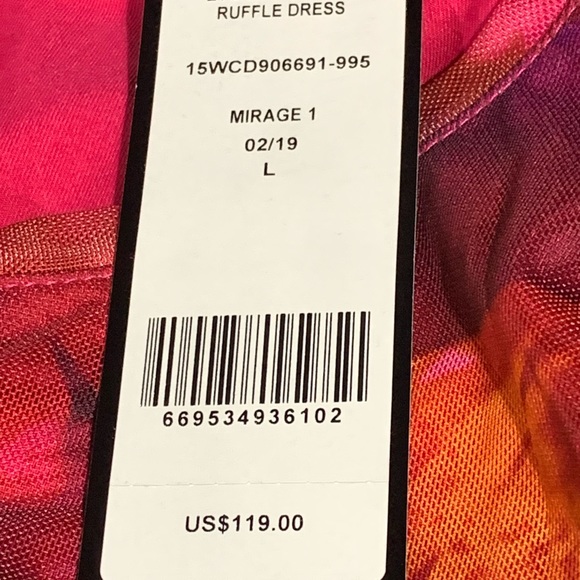 RUFFLE DRESS
15WCD906691-995
MIRAGE 1
02/19
L
669534936102
US$119.00